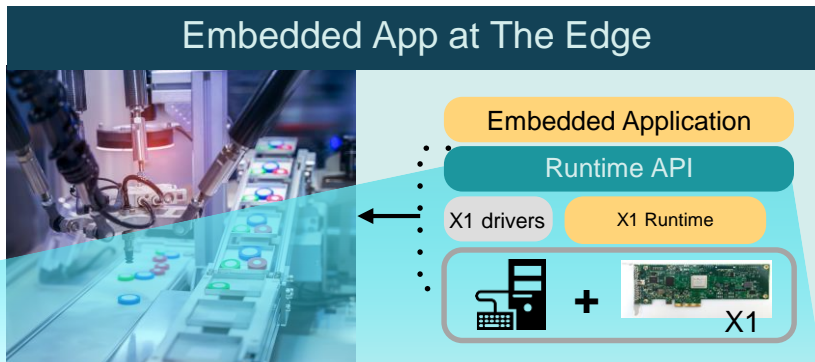 Embedded App at The Edge
Embedded Application
Runtime API
X1 drivers
X1 Runtime
+
X1